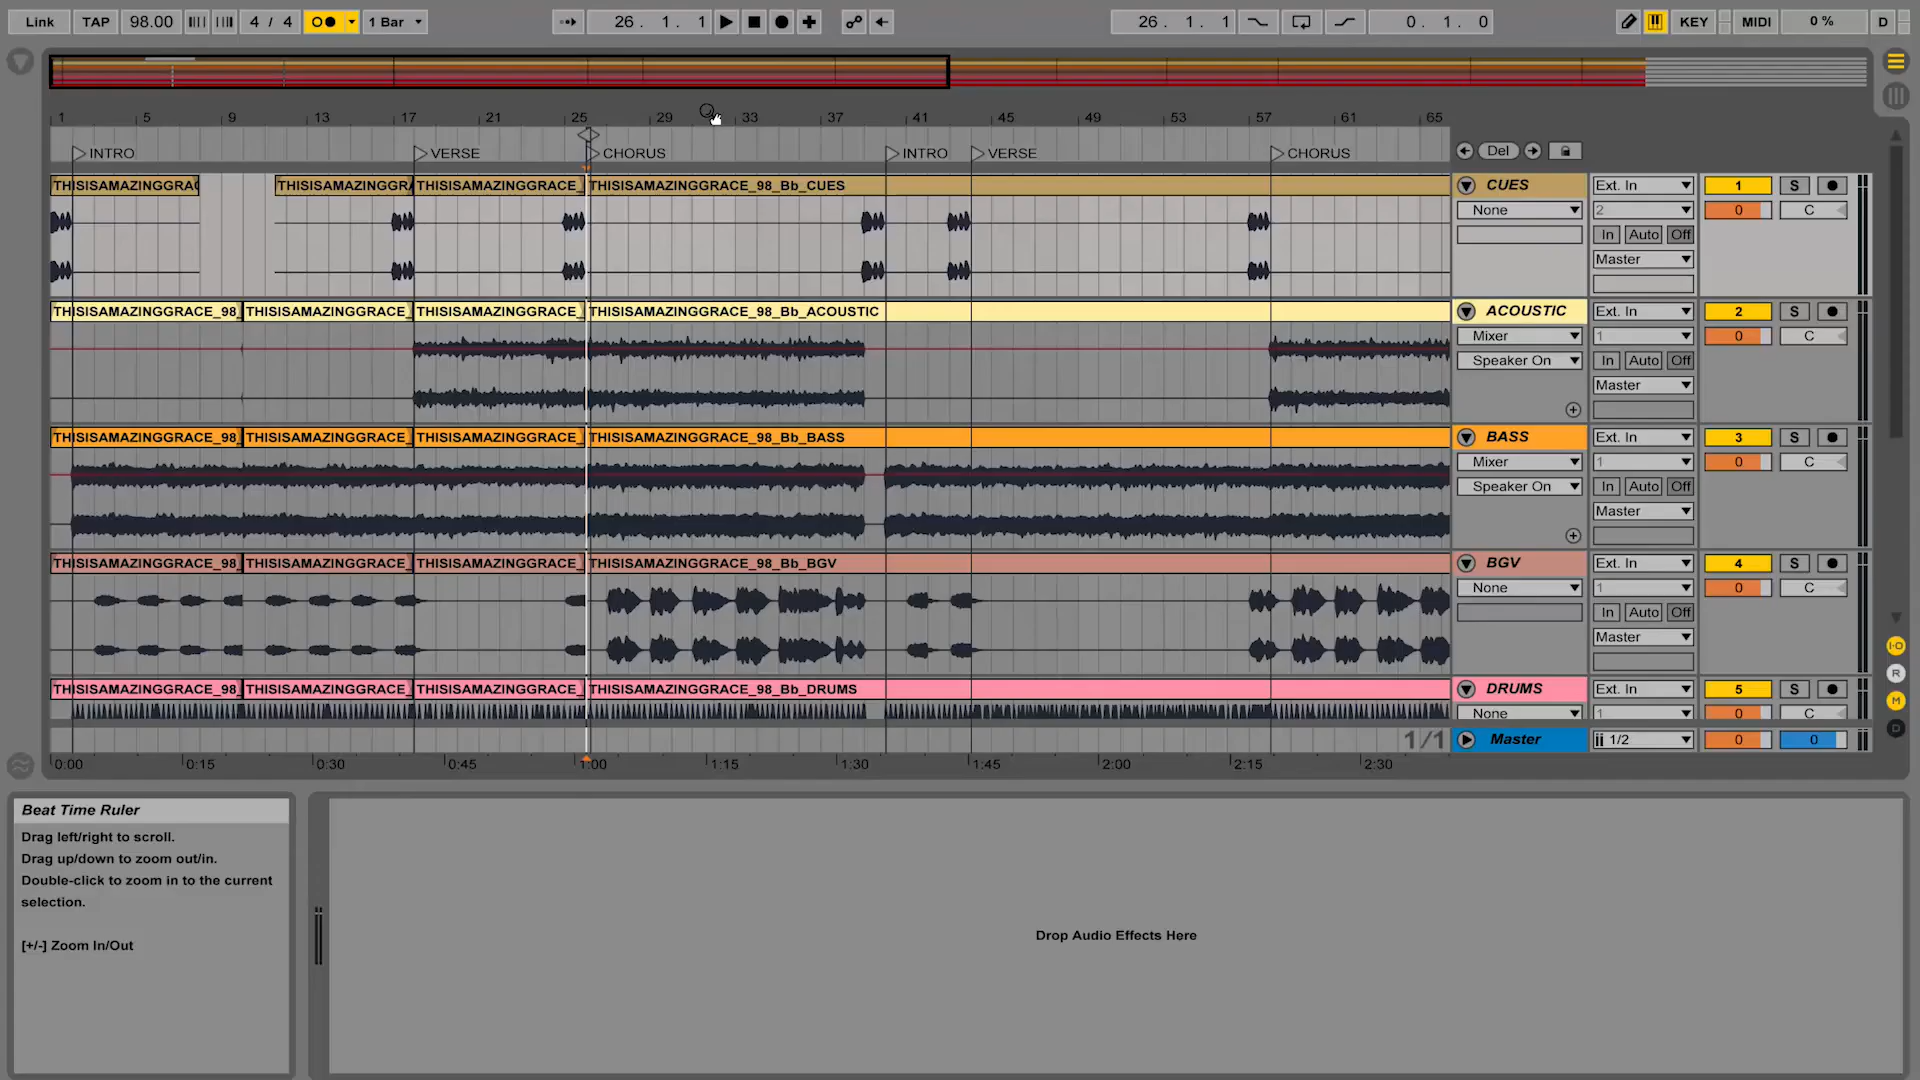 Link TAP 98.00 4 / 4 1 Bar 26 . 1 . 1 26 . 1 . 1 0 . 1 . 0 KEY MIDI 0 % D
1 5 9 13 17 21 25 29 33 37 41 45 49 53 57 61 65
INTRO VERSE CHORUS INTRO VERSE CHORUS Del
THISISAMAZINGGRAC THISISAMAZINGGRA THISISAMAZINGGRACE_ THISISAMAZINGGRACE_98_Bb_CUES CUES Ext. In 1 S
None 2 0 C
In Auto Off
Master
THISISAMAZINGGRACE_98_ THISISAMAZINGGRACE_ THISISAMAZINGGRACE_ THISISAMAZINGGRACE_98_Bb_ACOUSTIC ACOUSTIC Ext. In 2 S
Mixer 1 0 C
Speaker On In Auto Off
Master
THISISAMAZINGGRACE_98_ THISISAMAZINGGRACE_ THISISAMAZINGGRACE_ THISISAMAZINGGRACE_98_Bb_BASS BASS Ext. In 3 S
Mixer 1 0 C
Speaker On In Auto Off
Master
THISISAMAZINGGRACE_98_ THISISAMAZINGGRACE_ THISISAMAZINGGRACE_ THISISAMAZINGGRACE_98_Bb_BGV BGV Ext. In 4 S
None 1 0 C
In Auto Off
Master
I-O
R
M
D
THISISAMAZINGGRACE_98_ THISISAMAZINGGRACE_ THISISAMAZINGGRACE_ THISISAMAZINGGRACE_98_Bb_DRUMS DRUMS Ext. In 5 S
None 1 0 C
1/1 Master 1/2 0 0
0:00 0:15 0:30 0:45 1:00 1:15 1:30 1:45 2:00 2:15 2:30
Beat Time Ruler
Drag left/right to scroll.
Drag up/down to zoom out/in.
Double-click to zoom in to the current
selection.
[+/-] Zoom In/Out
Drop Audio Effects Here